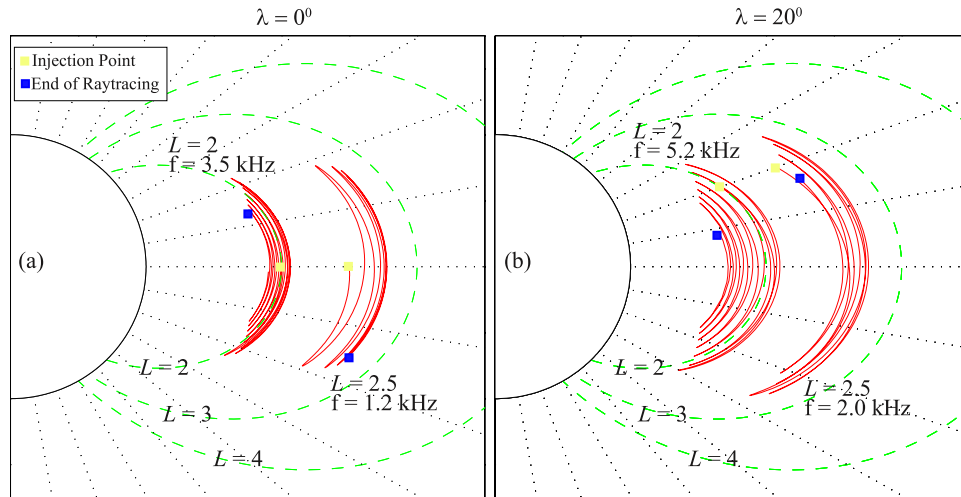 λ = 0⁰
Injection Point
End of Raytracing
L = 2
f = 3.5 kHz
(a)
L = 2
L = 2.5
f = 1.2 kHz
L = 3
L = 4
λ = 20⁰
L = 2
f = 5.2 kHz
(b)
L = 2
L = 2.5
f = 2.0 kHz
L = 3
L = 4